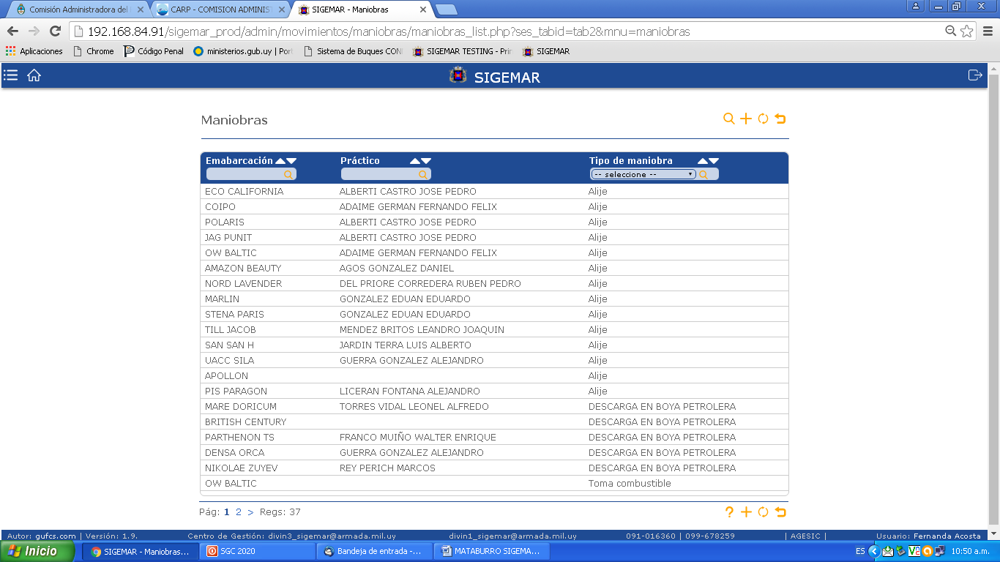 Comisión Administradora del
CARP - COMISION ADMINIST
SIGEMAR - Maniobras
192.168.84.91/sigemar_prod/admin/movimientos/maniobras/maniobras_list.php?ses_tabid=tab2&mnu=maniobras
Aplicaciones Chrome Código Penal ministerios.gub.uy | Port Sistema de Buques CON SIGEMAR TESTING - Prin SIGEMAR
SIGEMAR
Maniobras
Emabarcación Práctico Tipo de maniobra
-- seleccione --
ECO CALIFORNIA ALBERTI CASTRO JOSE PEDRO Alije
COIPO ADAIME GERMAN FERNANDO FELIX Alije
POLARIS ALBERTI CASTRO JOSE PEDRO Alije
JAG PUNIT ALBERTI CASTRO JOSE PEDRO Alije
OW BALTIC ADAIME GERMAN FERNANDO FELIX Alije
AMAZON BEAUTY AGOS GONZALEZ DANIEL Alije
NORD LAVENDER DEL PRIORE CORREDERA RUBEN PEDRO Alije
MARLIN GONZALEZ EDUAN EDUARDO Alije
STENA PARIS GONZALEZ EDUAN EDUARDO Alije
TILL JACOB MENDEZ BRITOS LEANDRO JOAQUIN Alije
SAN SAN H JARDIN TERRA LUIS ALBERTO Alije
UACC SILA GUERRA GONZALEZ ALEJANDRO Alije
APOLLON Alije
PIS PARAGON LICERAN FONTANA ALEJANDRO Alije
MARE DORICUM TORRES VIDAL LEONEL ALFREDO DESCARGA EN BOYA PETROLERA
BRITISH CENTURY DESCARGA EN BOYA PETROLERA
PARTHENON TS FRANCO MUIÑO WALTER ENRIQUE DESCARGA EN BOYA PETROLERA
DENSA ORCA GUERRA GONZALEZ ALEJANDRO DESCARGA EN BOYA PETROLERA
NIKOLAE ZUYEV REY PERICH MARCOS DESCARGA EN BOYA PETROLERA
OW BALTIC Toma combustible
Pág: 1 2 > Regs: 37
Autor: gufcs.com | Versión: 1.9. Centro de Gestión: divin3_sigemar@armada.mil.uy divin1_sigemar@armada.mil.uy 091-016360 | 099-678259 | AGESIC | Usuario: Fernanda Acosta
Inicio SIGEMAR - Maniobras... SGC 2020 Bandeja de entrada -... MATABURRO SIGEMA... ES 10:50 a.m.